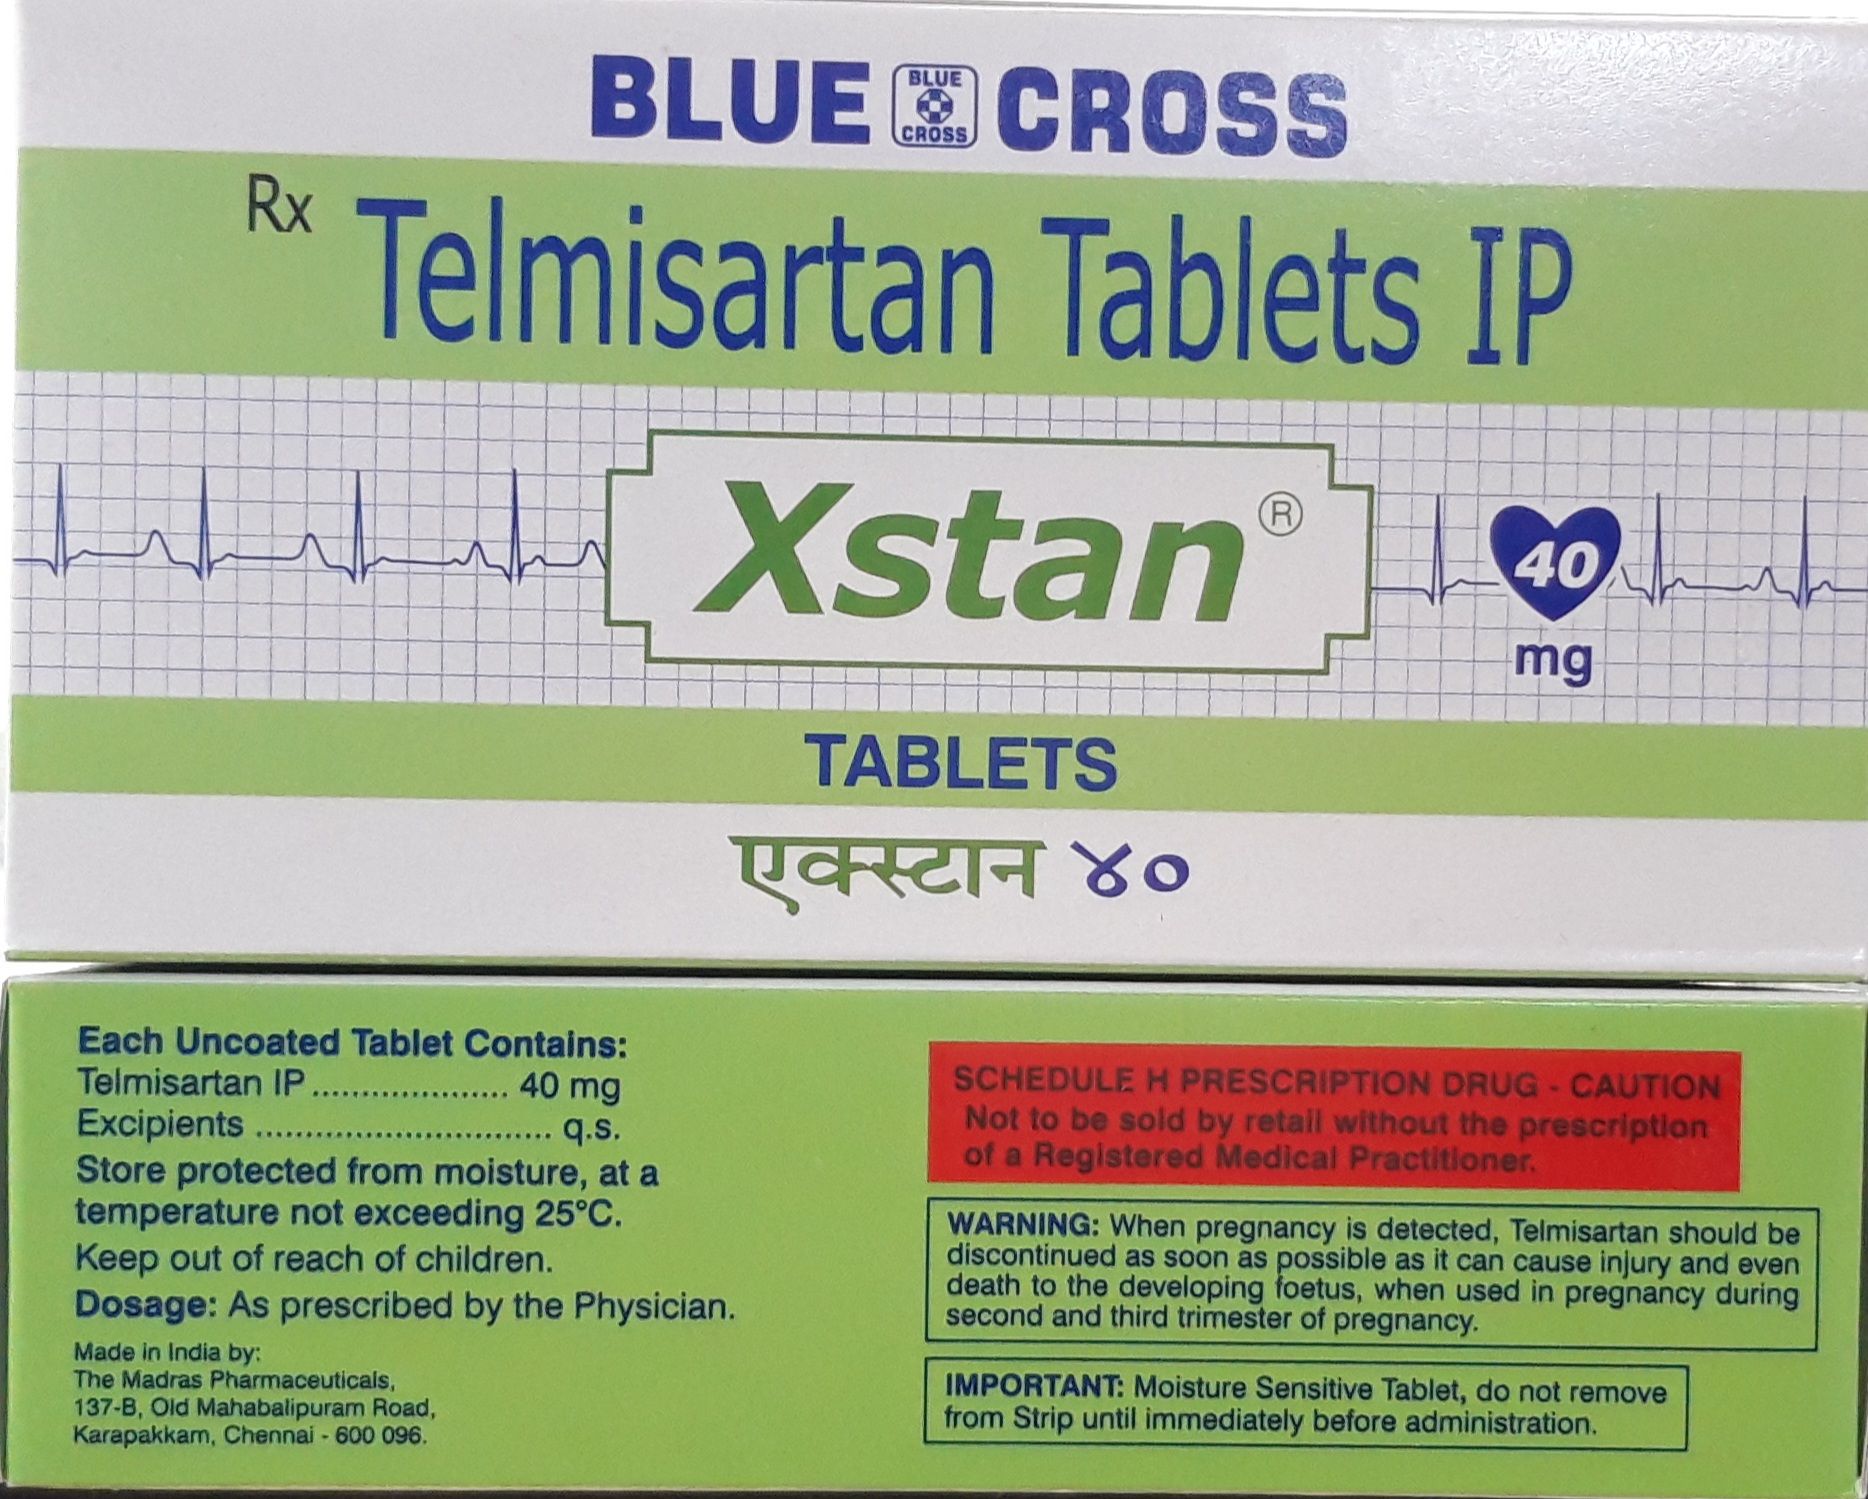 BLUE BLUE CROSS CROSS
Rx Telmisartan Tablets IP
Xstan®
40
mg
TABLETS
एक्स्टान ४०
Each Uncoated Tablet Contains:
Telmisartan IP .................... 40 mg
Excipients .............................. q.s.
Store protected from moisture, at a
temperature not exceeding 25°C.
Keep out of reach of children.
Dosage: As prescribed by the Physician.
Made in India by:
The Madras Pharmaceuticals,
137-B, Old Mahabalipuram Road,
Karapakkam, Chennai - 600 096.
SCHEDULE H PRESCRIPTION DRUG - CAUTION
Not to be sold by retail without the prescription
of a Registered Medical Practitioner.
WARNING: When pregnancy is detected, Telmisartan should be
discontinued as soon as possible as it can cause injury and even
death to the developing foetus, when used in pregnancy during
second and third trimester of pregnancy.
IMPORTANT: Moisture Sensitive Tablet, do not remove
from Strip until immediately before administration.